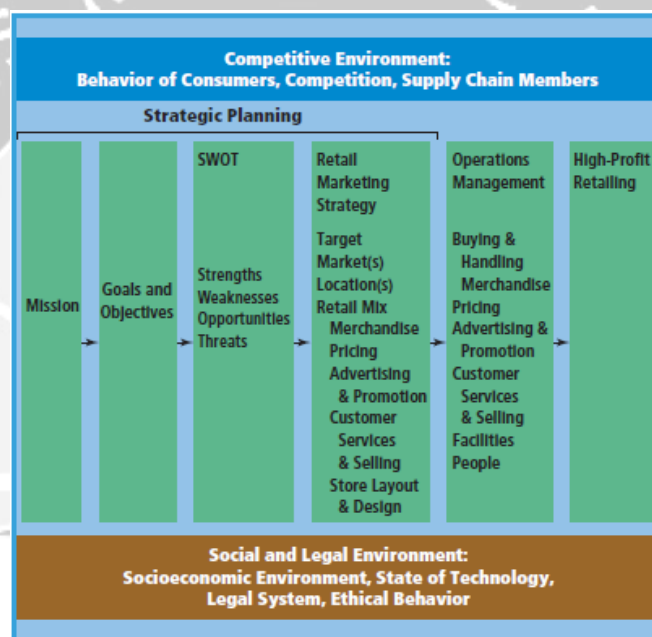 Competitive Environment:
Behavior of Consumers, Competition, Supply Chain Members
Strategic Planning
Mission
Goals and
Objectives
SWOT
Strengths
Weaknesses
Opportunities
Threats
Retail
Marketing
Strategy
Target
Market(s)
Location(s)
Retail Mix
Merchandise
Pricing
Advertising
& Promotion
Customer
Services
& Selling
Store Layout
& Design
Operations
Management
Buying &
Handling
Merchandise
Pricing
Advertising &
Promotion
Customer
Services
& Selling
Facilities
People
High-Profit
Retailing
Social and Legal Environment:
Socioeconomic Environment, State of Technology,
Legal System, Ethical Behavior